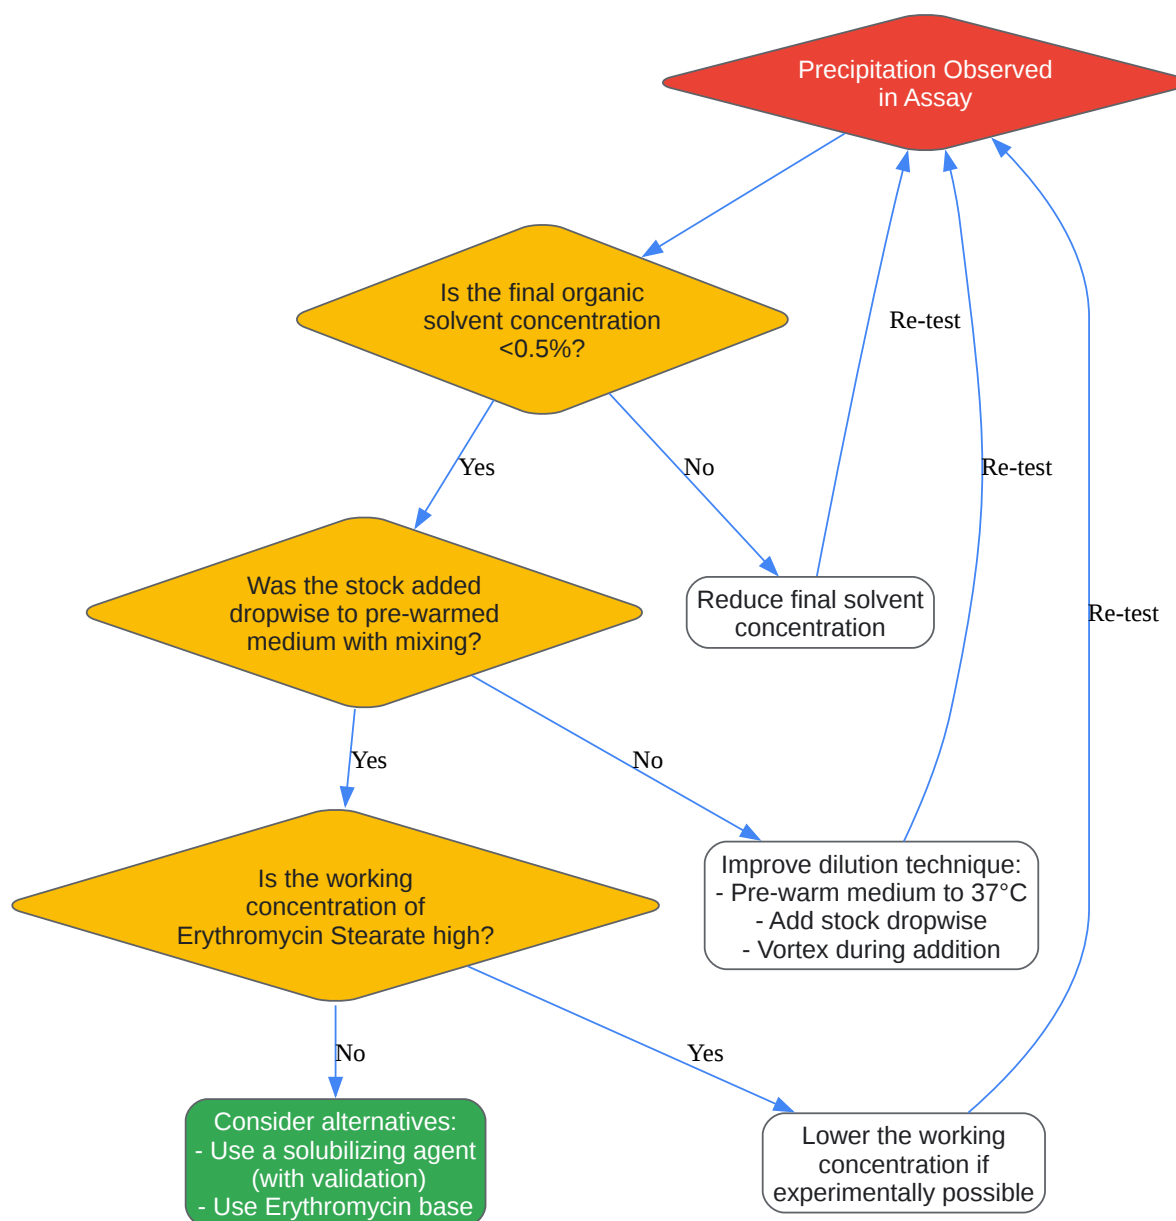 Precipitation Observed
in Assay
Is the final organic
solvent concentration
<0.5%?
Re-test
Yes
No
Re-test
Was the stock added
dropwise to pre-warmed
medium with mixing?
Reduce final solvent
concentration
Re-test
Yes
No
Is the working
concentration of
Erythromycin Stearate high?
Improve dilution technique:
- Pre-warm medium to 37°C
- Add stock dropwise
- Vortex during addition
No
Yes
Consider alternatives:
- Use a solubilizing agent
(with validation)
- Use Erythromycin base
Lower the working
concentration if
experimentally possible